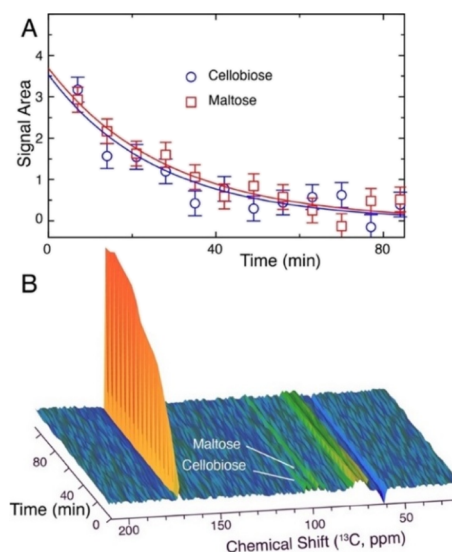 A
Signal Area
4
3
2
1
0
Cellobiose
Maltose
0
40
80
Time (min)
B
Maltose
Cellobiose
80
40
0
Time (min)
200
150
100
50
Chemical Shift (¹³C, ppm)